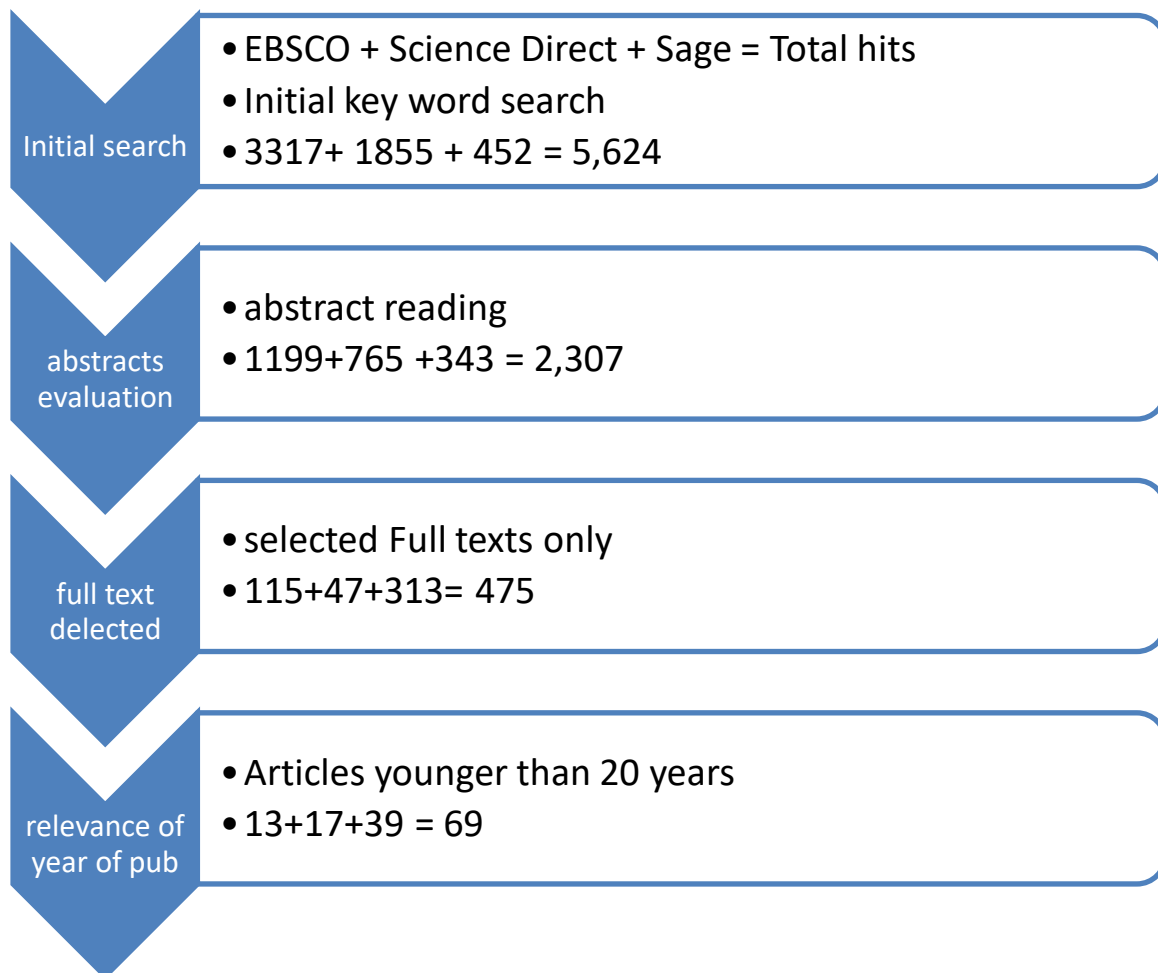 Initial search
• EBSCO + Science Direct + Sage = Total hits
• Initial key word search
• 3317+ 1855 + 452 = 5,624
abstracts
evaluation
• abstract reading
• 1199+765 +343 = 2,307
full text
delected
• selected Full texts only
• 115+47+313= 475
relevance of
year of pub
• Articles younger than 20 years
• 13+17+39 = 69